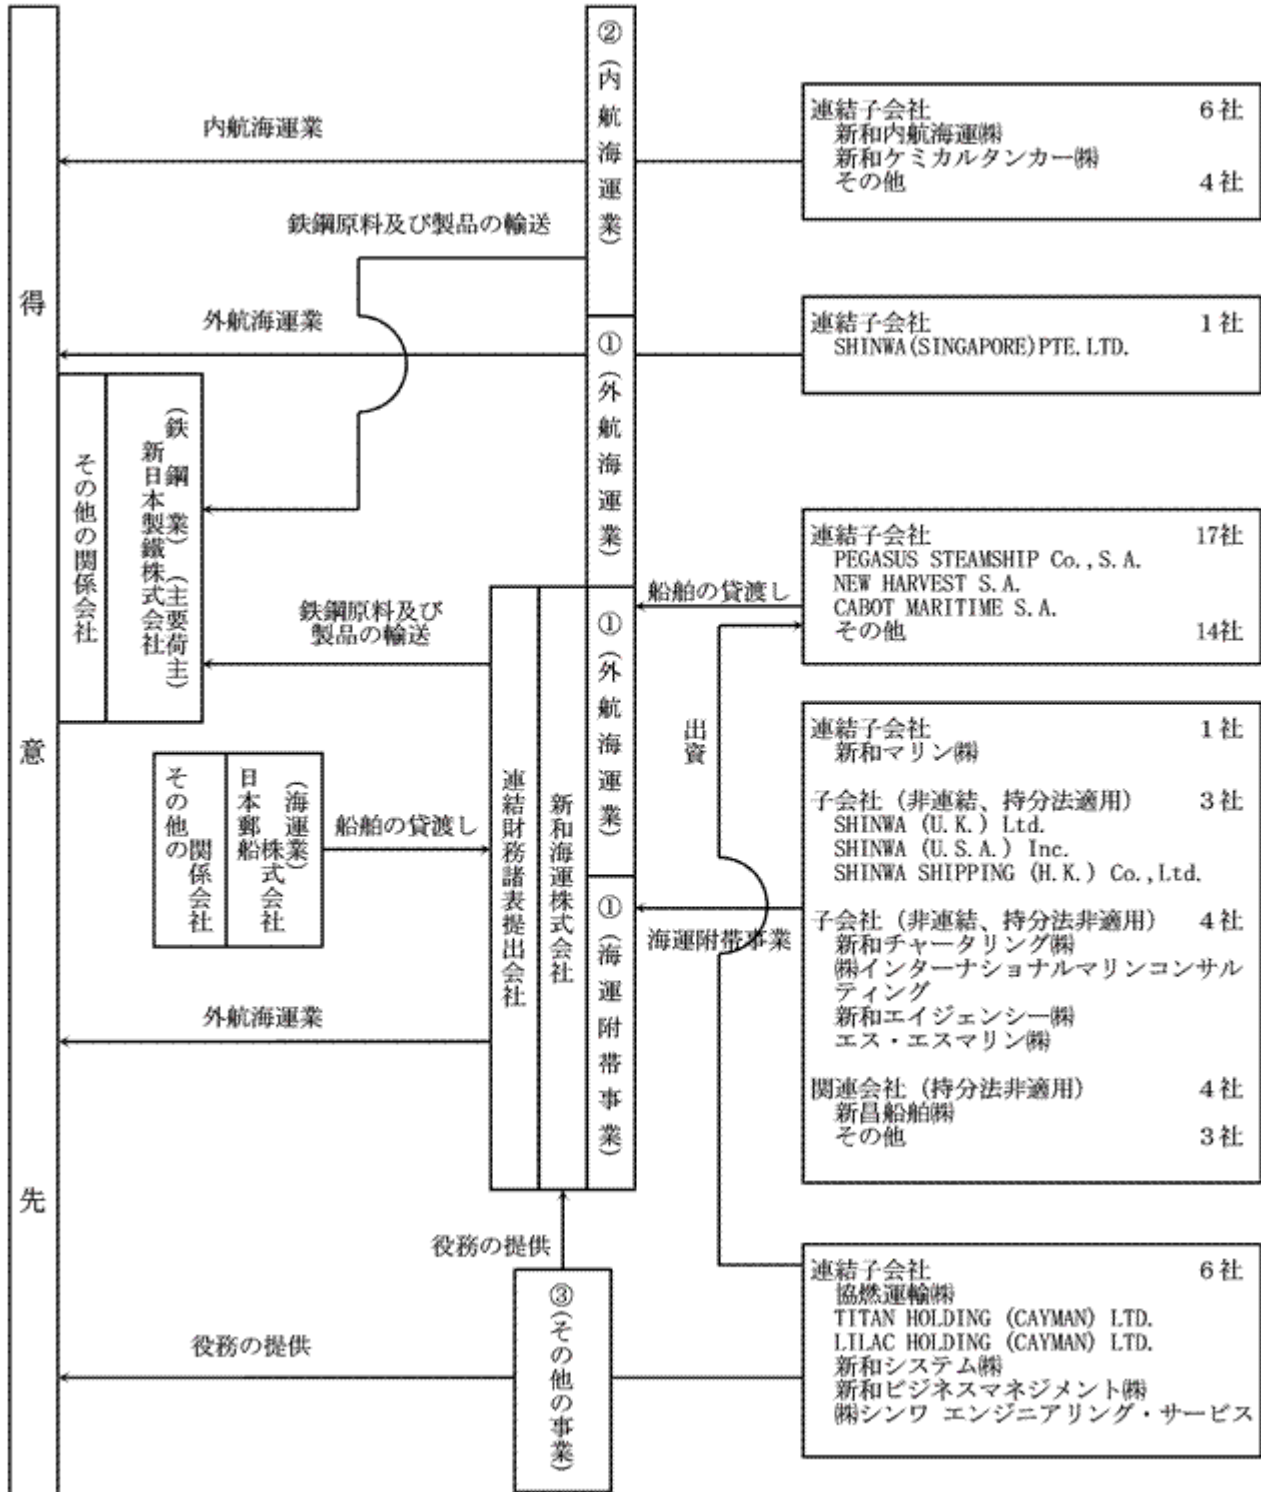 得意先
内航海運業
鉄鋼原料及び製品の輸送
外航海運業
その他の関係会社
(鉄鋼業)
新日本製鐵株式会社
(主要荷主)
鉄鋼原料及び
製品の輸送
その他の
関係会社
(海運業)
日本郵船
株式会社
船舶の貸渡し
外航海運業
役務の提供
役務の提供
連結財務諸表提出会社
新和海運株式会社
②(内航海運業)
①(外航海運業)
①(外航海運業)
①(海運附帯事業)
③(その他の事業)
船舶の貸渡し
出資
海運附帯事業
連結子会社 6社
新和内航海運㈱
新和ケミカルタンカー㈱
その他 4社
連結子会社 1社
SHINWA(SINGAPORE)PTE.LTD.
連結子会社 17社
PEGASUS STEAMSHIP Co.,S.A.
NEW HARVEST S.A.
CABOT MARITIME S.A.
その他 14社
連結子会社 1社
新和マリン㈱
子会社(非連結、持分法適用) 3社
SHINWA (U.K.) Ltd.
SHINWA (U.S.A.) Inc.
SHINWA SHIPPING (H.K.) Co.,Ltd.
子会社(非連結、持分法非適用) 4社
新和チャータリング㈱
㈱インターナショナルマリンコンサル
ティング
新和エイジェンシー㈱
エス・エスマリン㈱
関連会社(持分法非適用) 4社
新昌船舶㈱
その他 3社
連結子会社 6社
協燃運輸㈱
TITAN HOLDING (CAYMAN) LTD.
LILAC HOLDING (CAYMAN) LTD.
新和システム㈱
新和ビジネスマネジメント㈱
㈱シンワ エンジニアリング・サービス